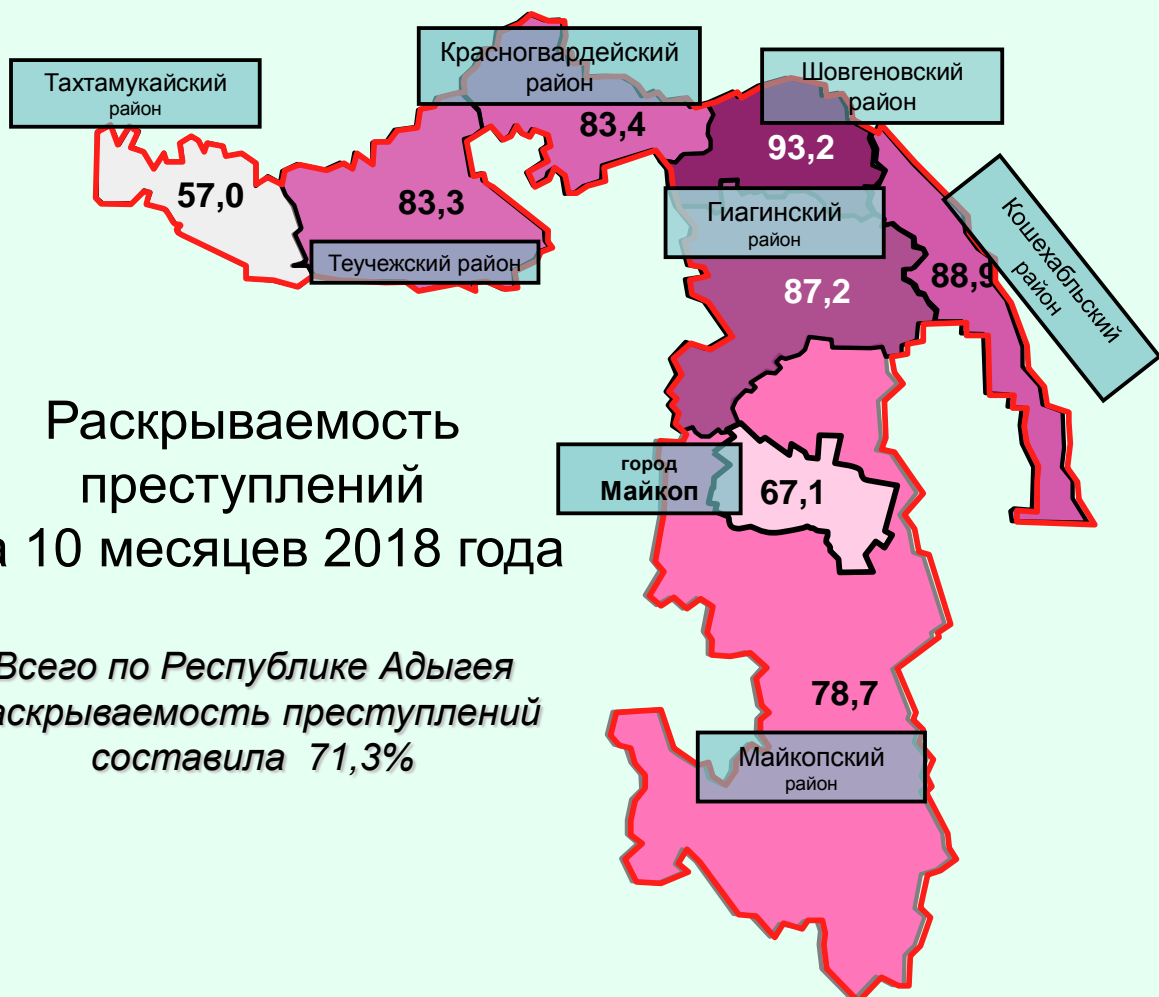 Красногвардейский
район
Шовгеновский
район
Тахтамукайский
район
83,4
93,2
57,0
83,3
Гиагинский
район
Кошехабльский
район
Теучежский район
88,9
87,2
Раскрываемость
преступлений
а 10 месяцев 2018 года
город
Майкоп
67,1
Всего по Республике Адыгея
аскрываемость преступлений
составила 71,3%
78,7
Майкопский
район